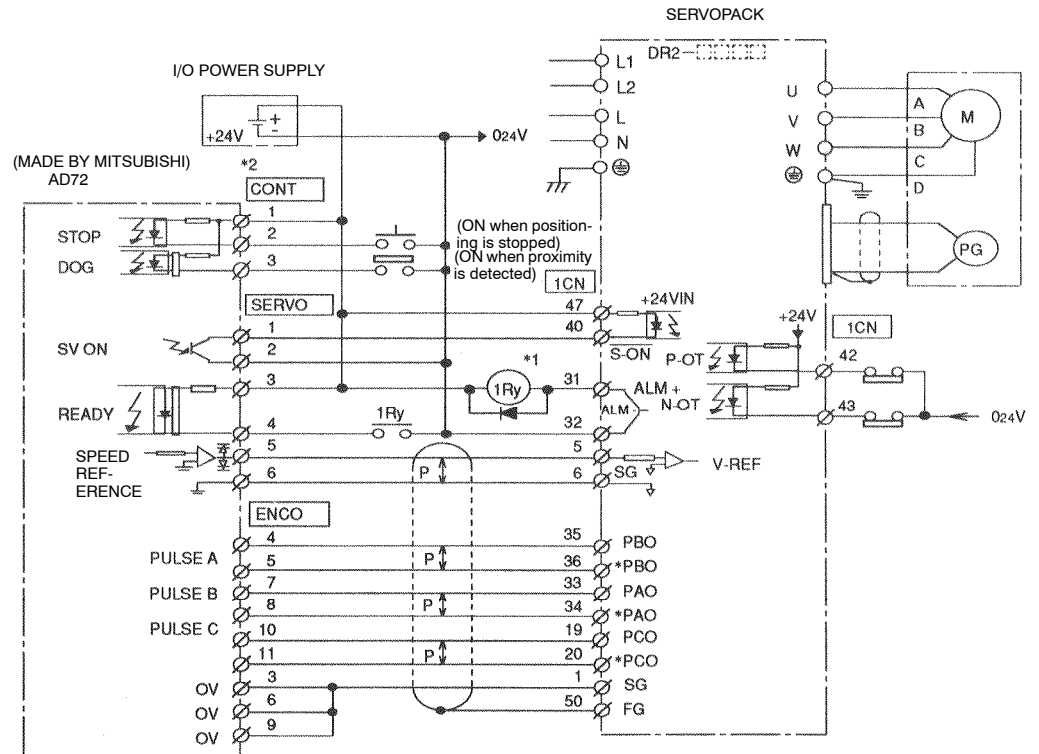 SERVOPACK
DR2
I/O POWER SUPPLY
+
-
+24V
024V
L1
L2
L
N
U
V
W
A
B
C
D
M
PG
(MADE BY MITSUBISHI)
AD72
*2
CONT
1
2
3
STOP
DOG
(ON when position-
ing is stopped)
(ON when proximity
is detected)
SERVO
1
2
3
4
5
6
SV ON
READY
SPEED
REF-
ERENCE
1Ry
*1
1Ry
P
1CN
47
40
31
32
5
6
+24VIN
S-ON
ALM +
ALM -
SG
V-REF
P-OT
N-OT
+24V
1CN
42
43
024V
ENCO
PULSE A
4
5
P
35
36
PBO
*PBO
PULSE B
7
8
P
33
34
PAO
*PAO
PULSE C
10
11
P
19
20
PCO
*PCO
OV
3
1
SG
OV
6
50
FG
OV
9